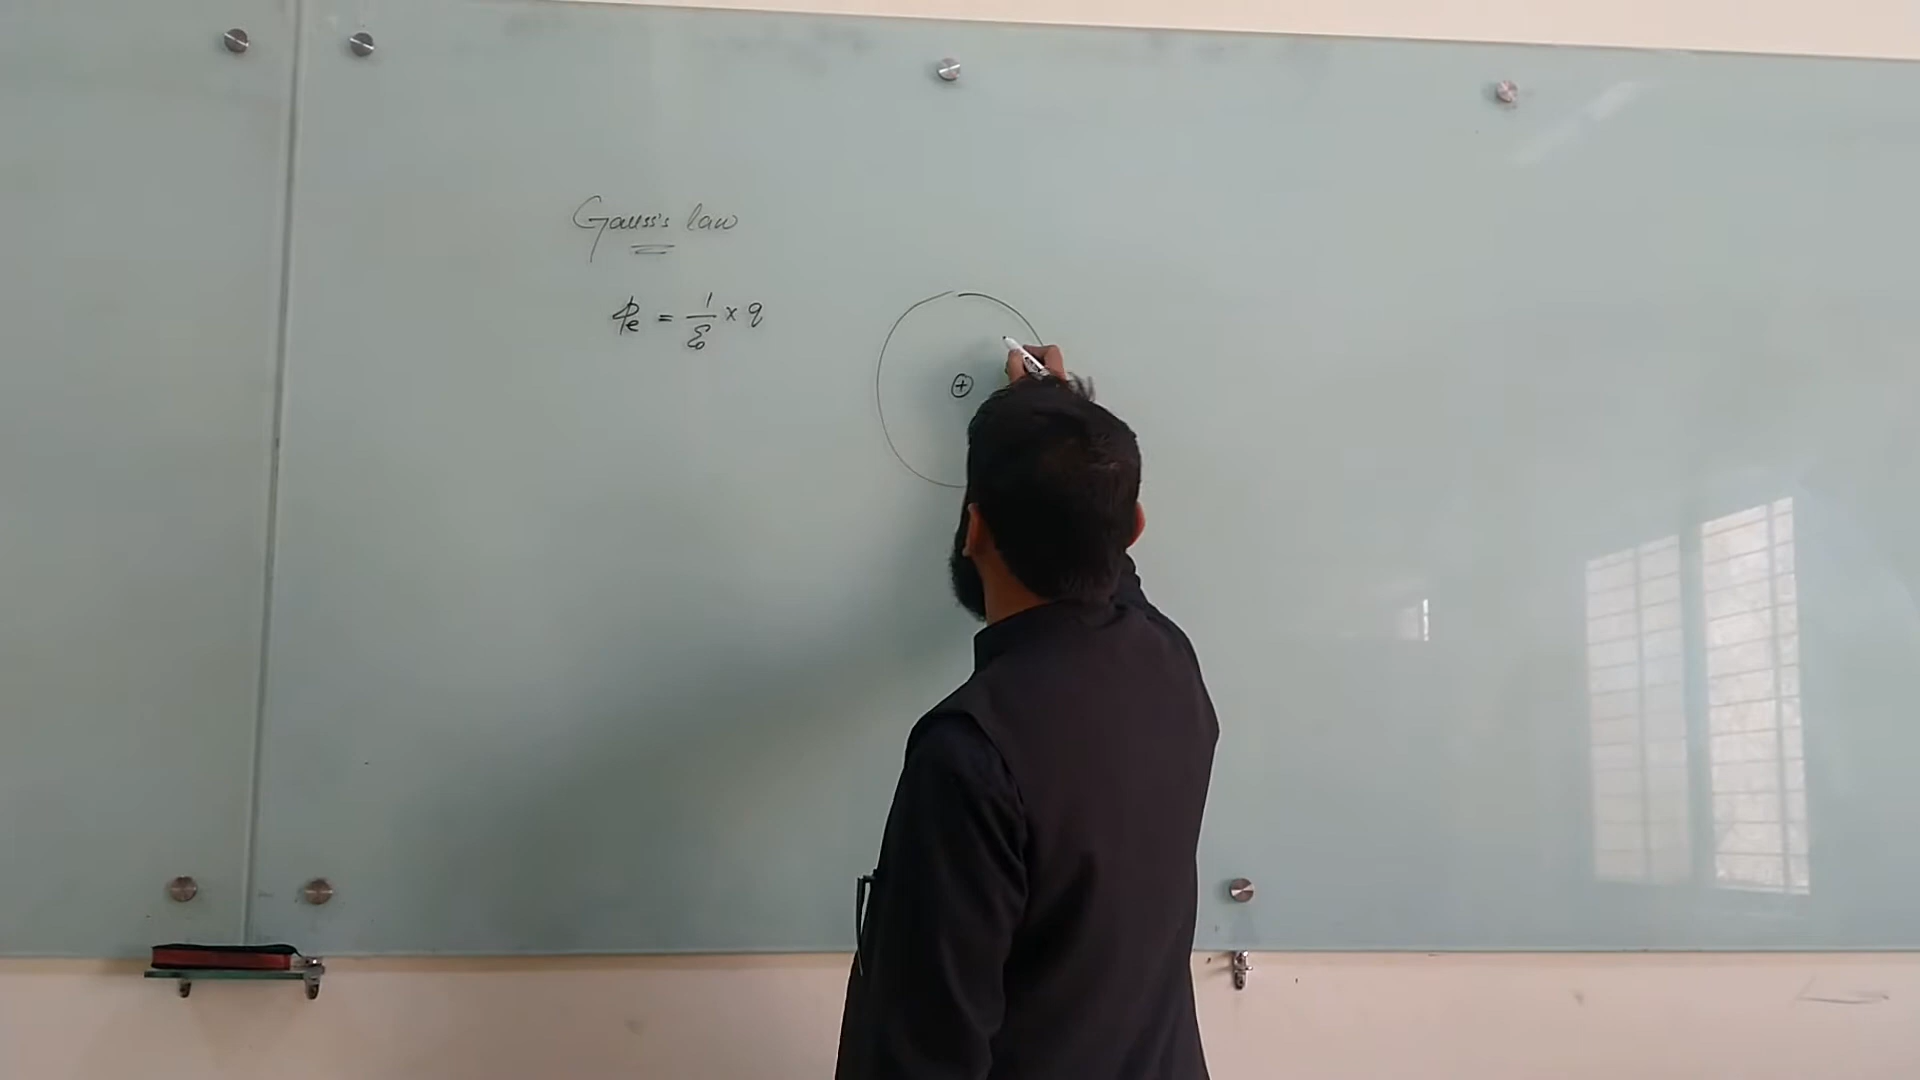 Gauss's law
ϕe = 1/ε₀ × q
+